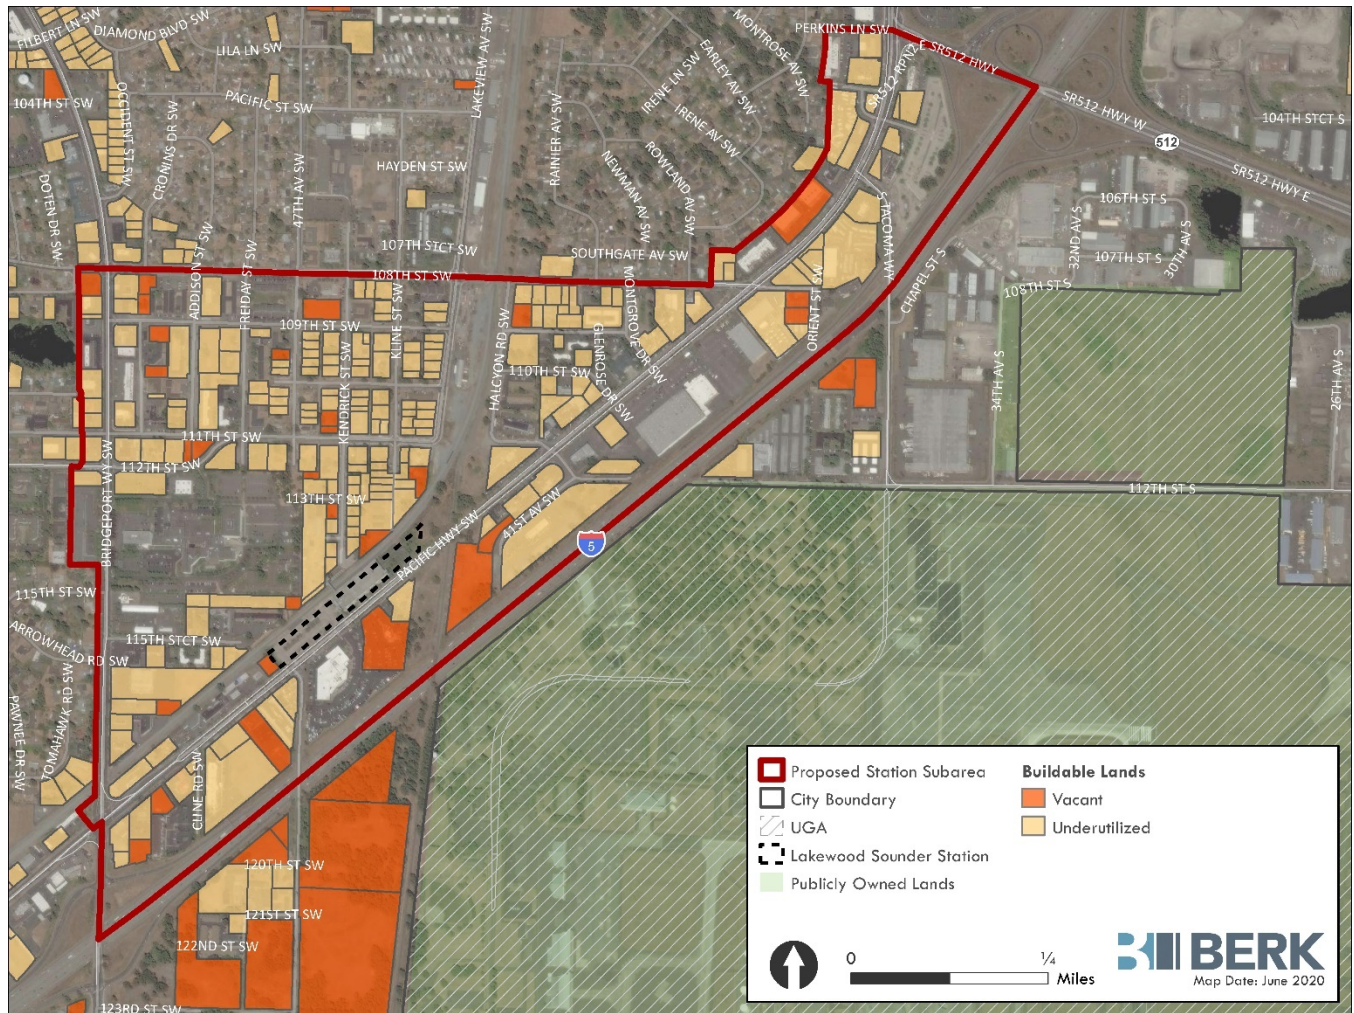 FILBERT LN SW
DIAMOND BLVD SW
LILA LN SW
LAKEVIEW AV SW
MONTROSE AV SW
PERKINS LN SW
EARLEY AV SW
IRENE LN SW
SR512 RPN2 E
SR512 HWY
104TH ST SW
OCCIDENT ST SW
PACIFIC ST SW
CRONINS DR SW
RAINIER AV SW
IRENE AV SW
SR512 HWY W
104TH STCT S
512
DOTEN DR SW
47TH AV SW
HAYDEN ST SW
NEWMAN AV SW
ROWLAND AV SW
S TACOMA WY
SR512 HWY E
106TH ST S
32ND AV S
30TH AV S
ADDISON ST SW
FREIDAY ST SW
107TH STCT SW
SOUTHGATE AV SW
107TH ST S
108TH ST SW
108TH ST S
CHAPEL ST S
109TH ST SW
KLINE ST SW
HALCYON RD SW
MONTGROVE DR SW
ORIENT ST SW
GENROSE DR SW
110TH ST SW
34TH AV S
26TH AV S
KENDRICK ST SW
111TH ST SW
112TH ST SW
BRIDGEPORT WY SW
113TH ST SW
41ST AV SW
112TH ST S
PACIFIC HWY SW
5
115TH ST SW
ARROWHEAD RD SW
115TH STCT SW
TOMAHAWK RD SW
PAWNEE DR SW
CLINE RD SW
120TH ST SW
121ST ST SW
122ND ST SW
123RD ST SW
Proposed Station Subarea
City Boundary
UGA
Lakewood Sounder Station
Publicly Owned Lands
Buildable Lands
Vacant
Underutilized
0
1/4
Miles
BERK
Map Date: June 2020